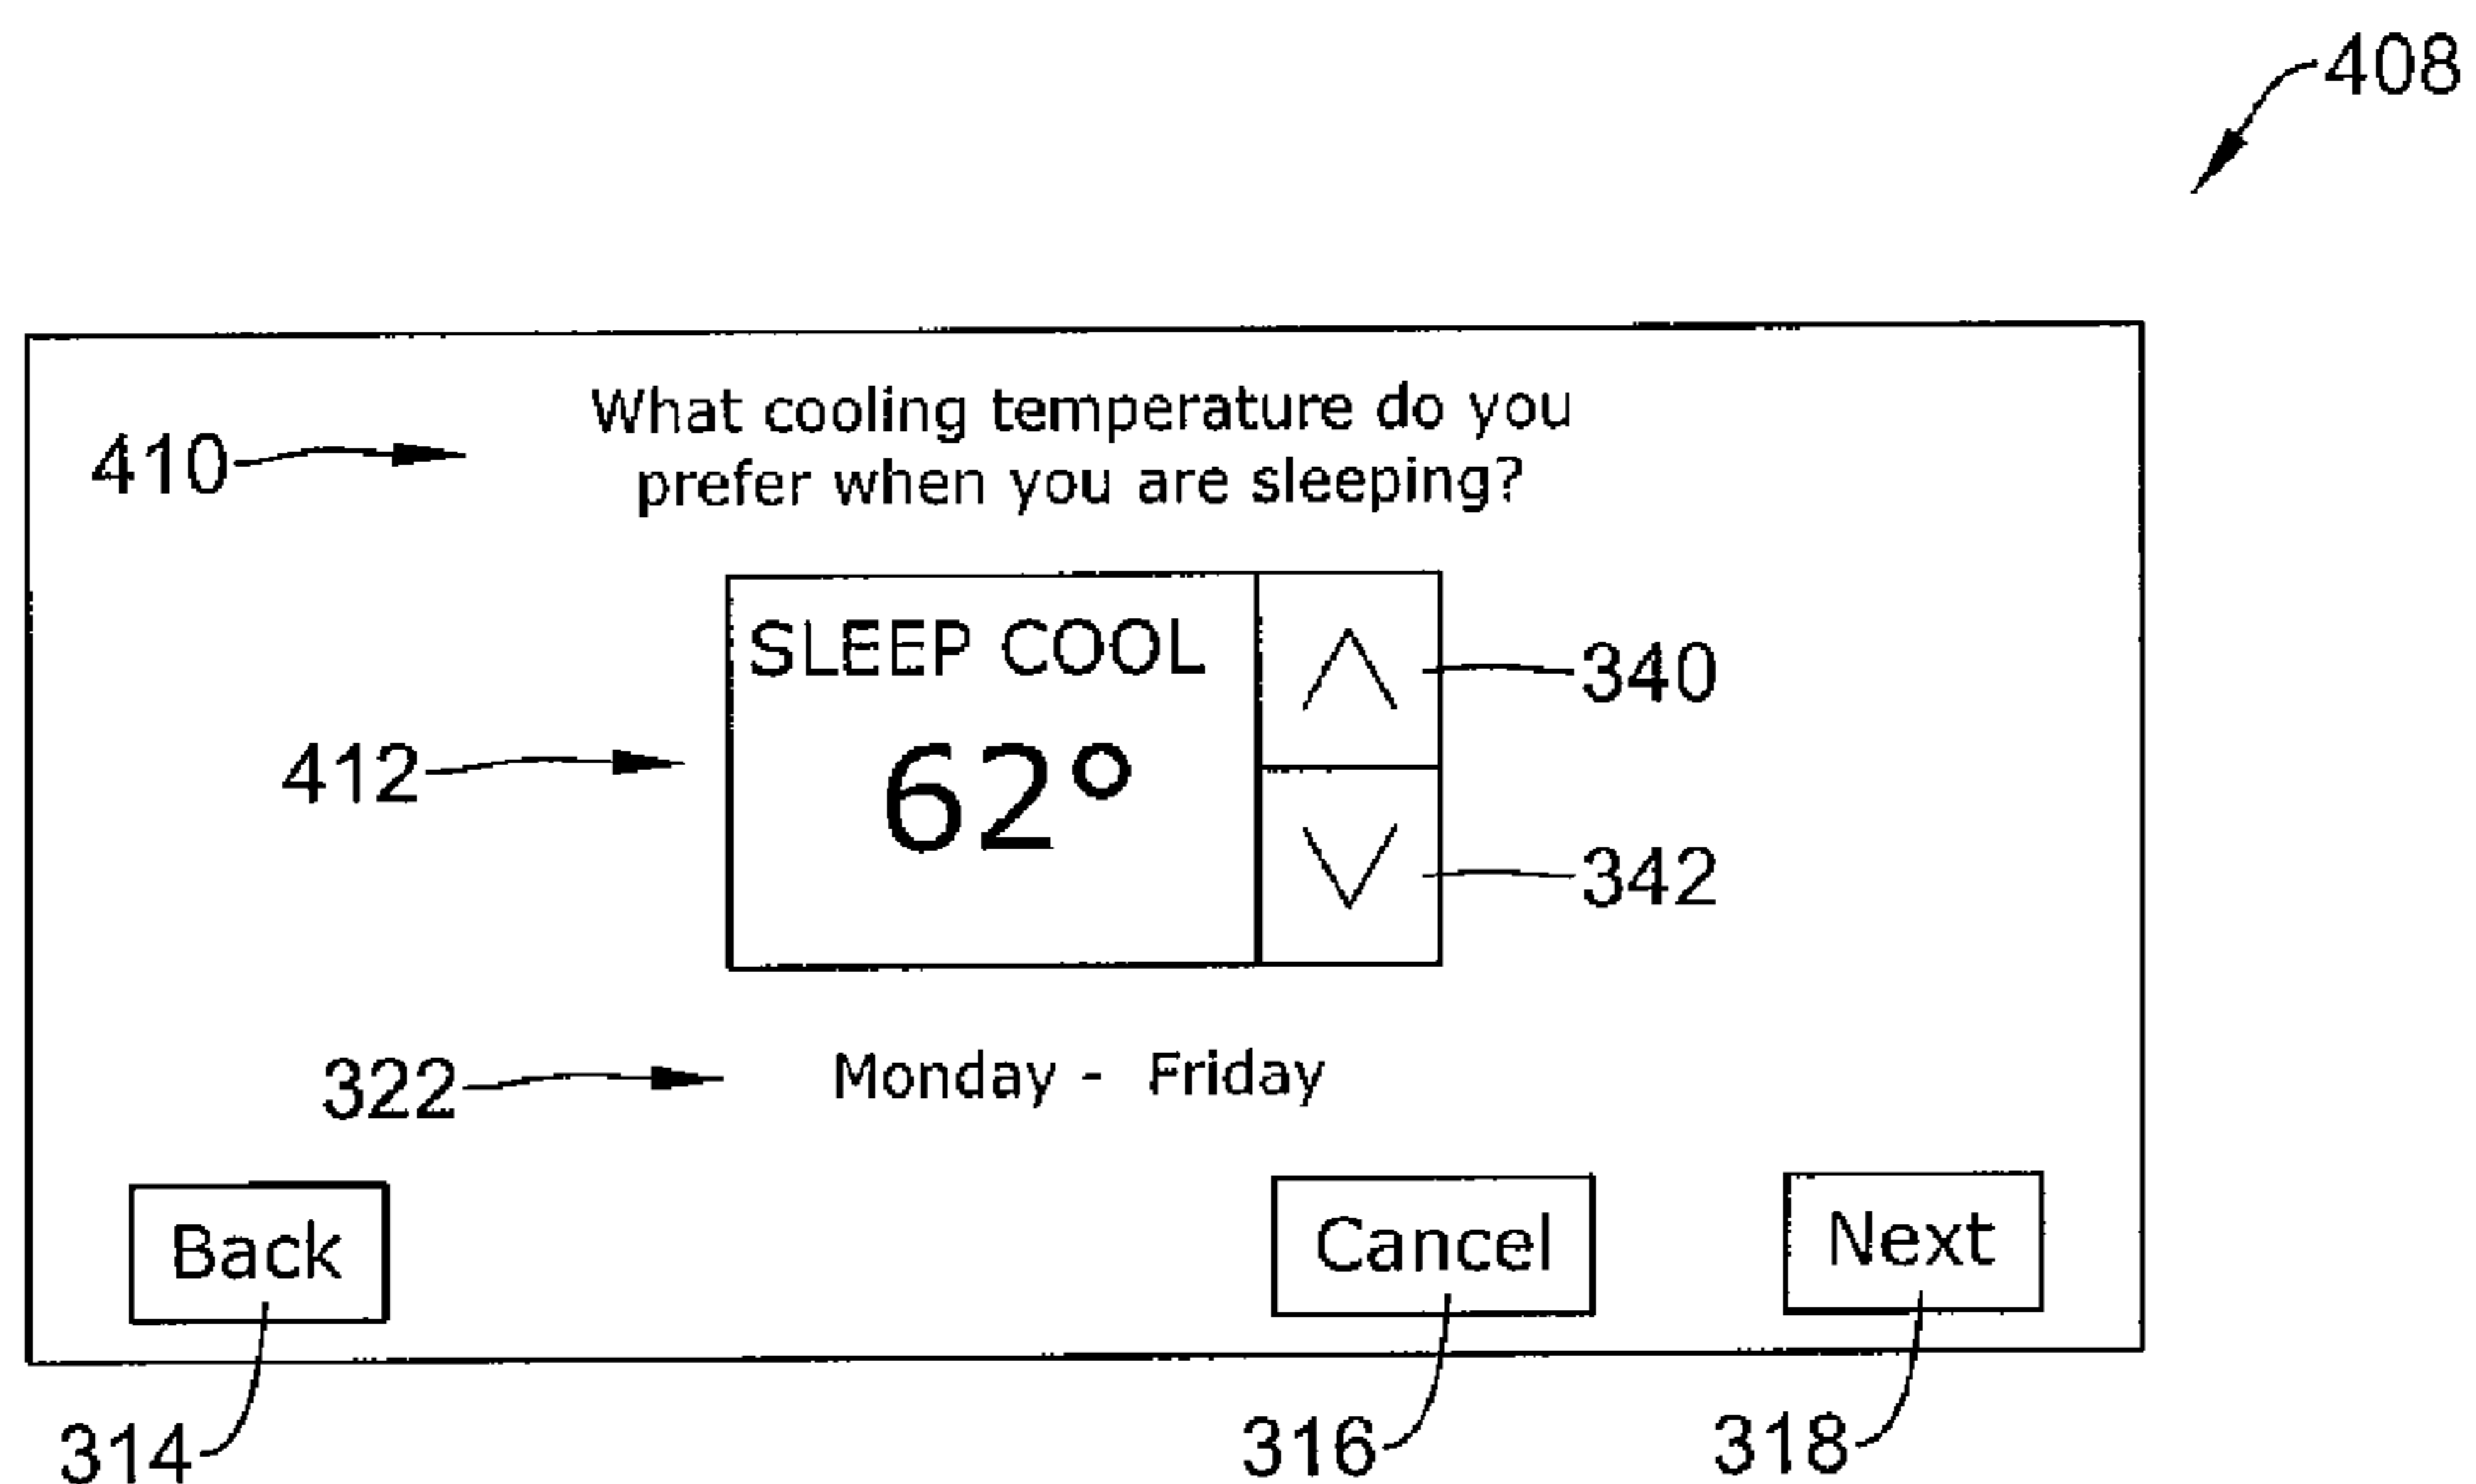 408
What cooling temperature do you
410
prefer when you are sleeping?
SLEEP COOL
340
412
62°
342
322
Monday - Friday
Back
Cancel
Next
314
316
318